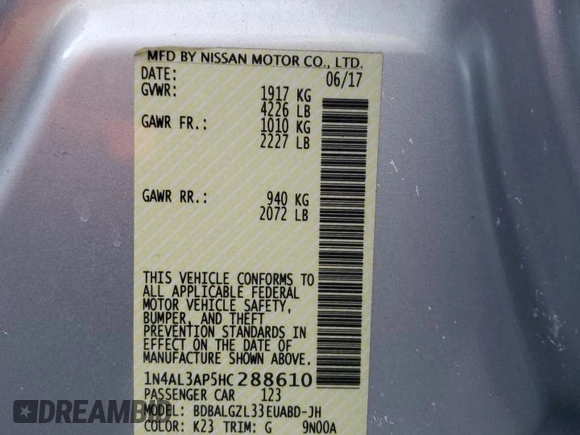 MFD BY NISSAN MOTOR CO., LTD.
DATE: 06/17
GVWR: 1917 KG
4226 LB
GAWR FR.: 1010 KG
2227 LB
GAWR RR.: 940 KG
2072 LB
THIS VEHICLE CONFORMS TO
ALL APPLICABLE FEDERAL
MOTOR VEHICLE SAFETY,
BUMPER, AND THEFT
PREVENTION STANDARDS IN
EFFECT ON THE DATE OF
MANUFACTURE SHOWN ABOVE.
1N4AL3AP5HC288610
PASSENGER CAR 123
MODEL: BDBALGZL33EUABD-JH
COLOR: K23 TRIM: G 9N00A
DEALERS AUCTION HISTORY